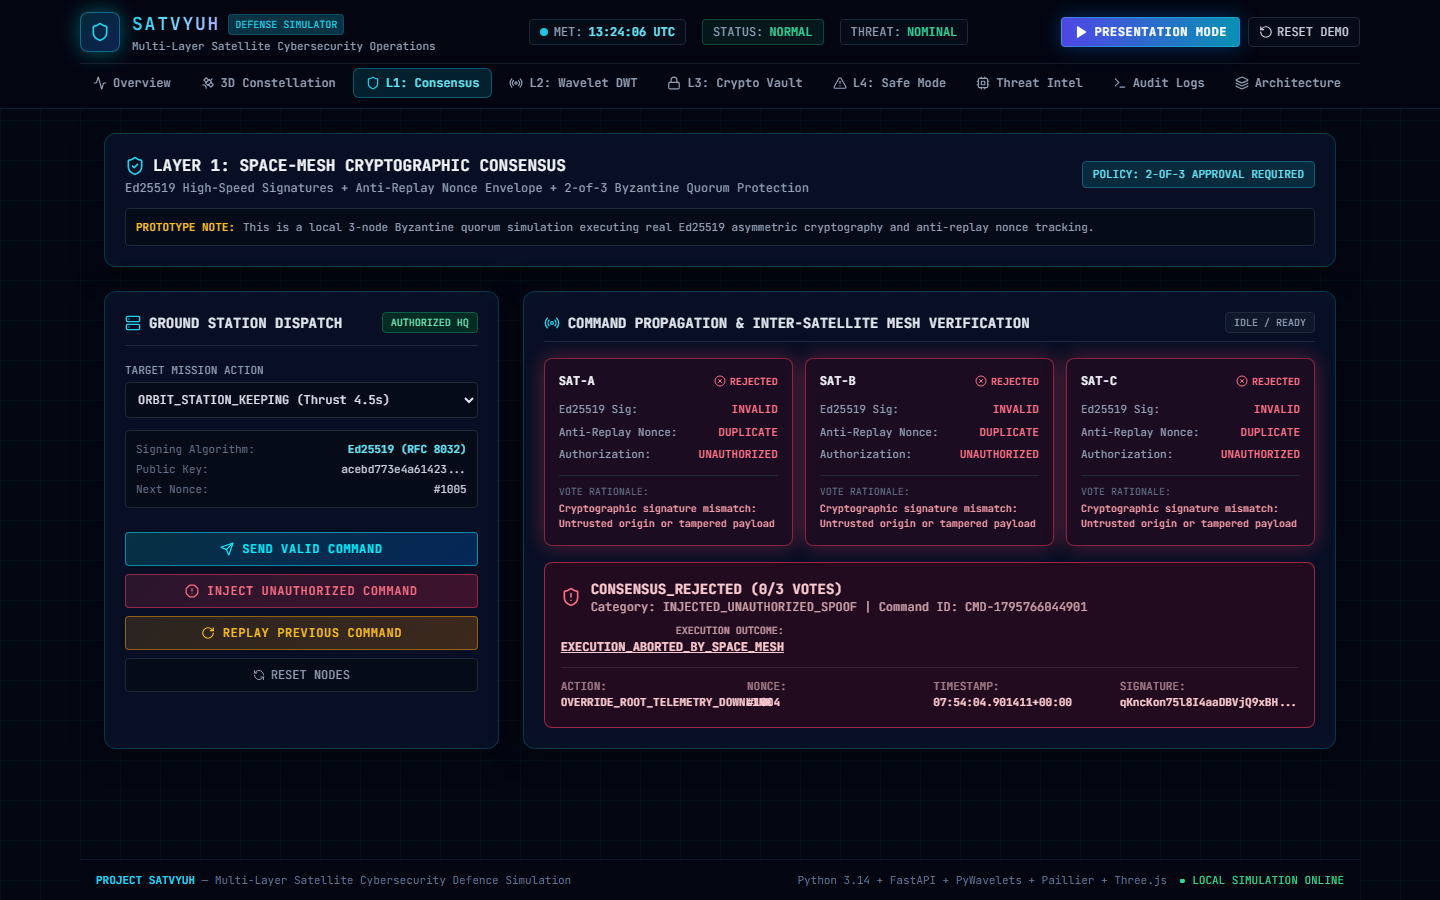 SATVYUH DEFENSE SIMULATOR
Multi-Layer Satellite Cybersecurity Operations
MET: 13:24:06 UTC
STATUS: NORMAL
THREAT: NOMINAL
PRESENTATION MODE
RESET DEMO
Overview
3D Constellation
L1: Consensus
L2: Wavelet DWT
L3: Crypto Vault
L4: Safe Mode
Threat Intel
Audit Logs
Architecture
LAYER 1: SPACE-MESH CRYPTOGRAPHIC CONSENSUS
Ed25519 High-Speed Signatures + Anti-Replay Nonce Envelope + 2-of-3 Byzantine Quorum Protection
POLICY: 2-OF-3 APPROVAL REQUIRED
PROTOTYPE NOTE: This is a local 3-node Byzantine quorum simulation executing real Ed25519 asymmetric cryptography and anti-replay nonce tracking.
GROUND STATION DISPATCH
AUTHORIZED HQ
TARGET MISSION ACTION
ORBIT_STATION_KEEPING (Thrust 4.5s)
Signing Algorithm: Ed25519 (RFC 8032)
Public Key: acebd773e4a61423...
Next Nonce: #1005
SEND VALID COMMAND
INJECT UNAUTHORIZED COMMAND
REPLAY PREVIOUS COMMAND
RESET NODES
COMMAND PROPAGATION & INTER-SATELLITE MESH VERIFICATION
IDLE / READY
SAT-A REJECTED
Ed25519 Sig: INVALID
Anti-Replay Nonce: DUPLICATE
Authorization: UNAUTHORIZED
VOTE RATIONALE:
Cryptographic signature mismatch:
Untrusted origin or tampered payload
SAT-B REJECTED
Ed25519 Sig: INVALID
Anti-Replay Nonce: DUPLICATE
Authorization: UNAUTHORIZED
VOTE RATIONALE:
Cryptographic signature mismatch:
Untrusted origin or tampered payload
SAT-C REJECTED
Ed25519 Sig: INVALID
Anti-Replay Nonce: DUPLICATE
Authorization: UNAUTHORIZED
VOTE RATIONALE:
Cryptographic signature mismatch:
Untrusted origin or tampered payload
CONSENSUS_REJECTED (0/3 VOTES)
Category: INJECTED_UNAUTHORIZED_SPOOF | Command ID: CMD-1795766044901
EXECUTION OUTCOME:
EXECUTION_ABORTED_BY_SPACE_MESH
ACTION:
NONCE:
TIMESTAMP:
07:54:04.901411+00:00
SIGNATURE:
qKncKon75l8I4aaDBVjQ9xBH...
PROJECT SATVYUH — Multi-Layer Satellite Cybersecurity Defence Simulation
Python 3.14 + FastAPI + PyWavelets + Paillier + Three.js
LOCAL SIMULATION ONLINE